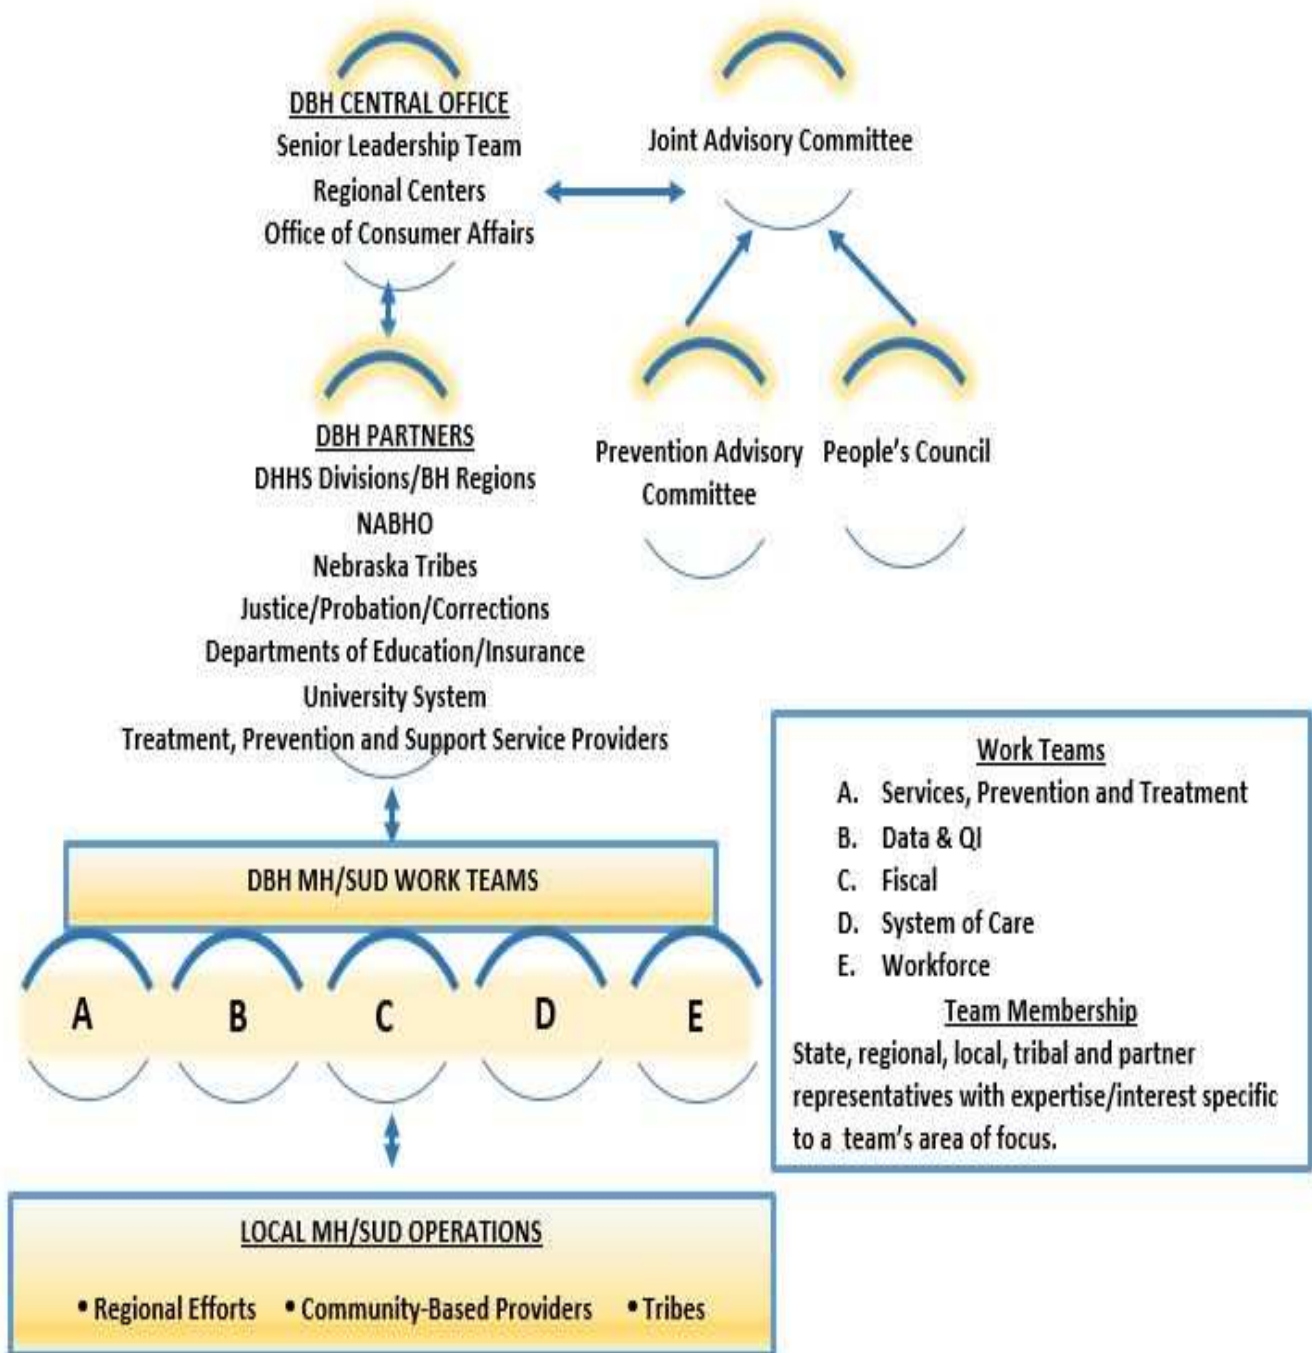 DBH CENTRAL OFFICE
Senior Leadership Team
Regional Centers
Office of Consumer Affairs
Joint Advisory Committee
DBH PARTNERS
DHHS Divisions/BH Regions
NABHO
Nebraska Tribes
Justice/Probation/Corrections
Departments of Education/Insurance
University System
Treatment, Prevention and Support Service Providers
Prevention Advisory
Committee
People's Council
DBH MH/SUD WORK TEAMS
A B C D E
Work Teams
A. Services, Prevention and Treatment
B. Data & QI
C. Fiscal
D. System of Care
E. Workforce
Team Membership
State, regional, local, tribal and partner
representatives with expertise/interest specific
to a team's area of focus.
LOCAL MH/SUD OPERATIONS
• Regional Efforts • Community-Based Providers • Tribes